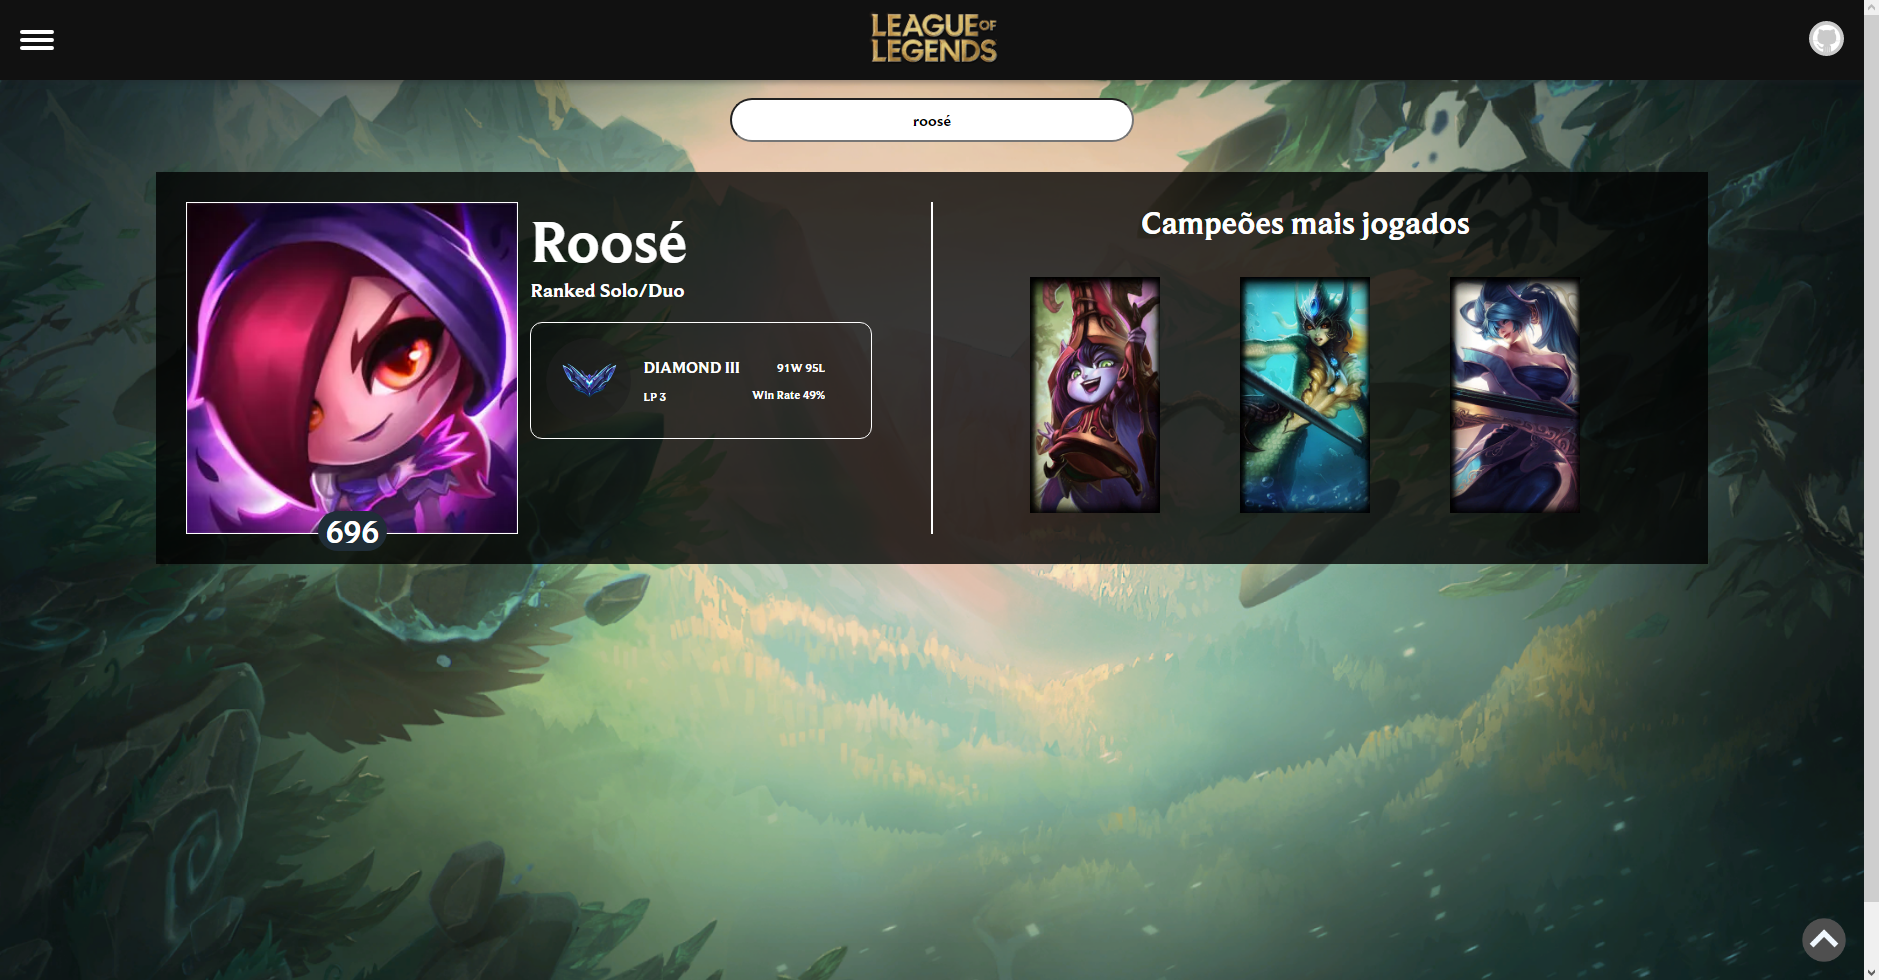 LEAGUE OF
LEGENDS
roosé
Roosé
Ranked Solo/Duo
DIAMOND III
91W 95L
LP 3
Win Rate 49%
696
Campeões mais jogados